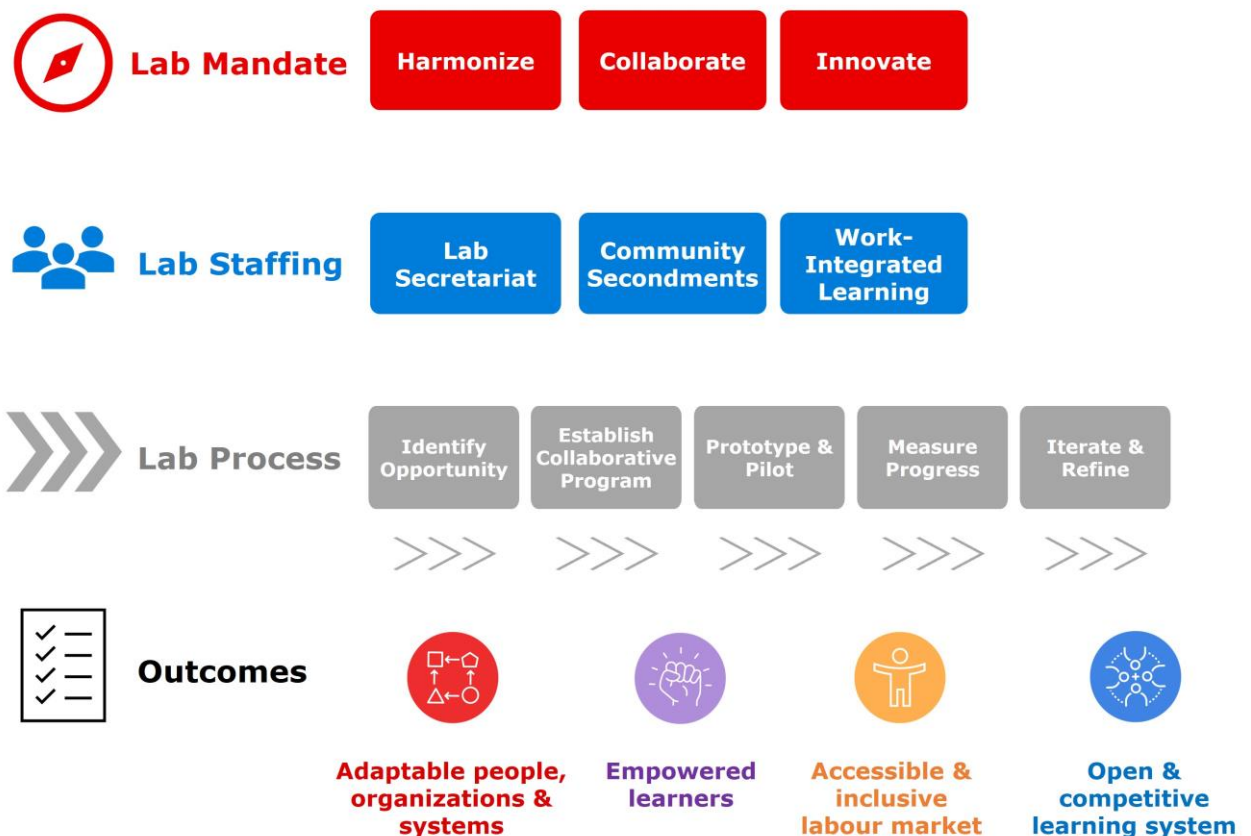 Lab Mandate
Harmonize
Collaborate
Innovate
Lab Staffing
Lab
Secretariat
Community
Secondments
Work-
Integrated
Learning
Lab Process
Identify
Opportunity
Establish
Collaborative
Program
Prototype &
Pilot
Measure
Progress
Iterate &
Refine
Outcomes
Adaptable people,
organizations &
systems
Empowered
learners
Accessible &
inclusive
labour market
Open &
competitive
learning system